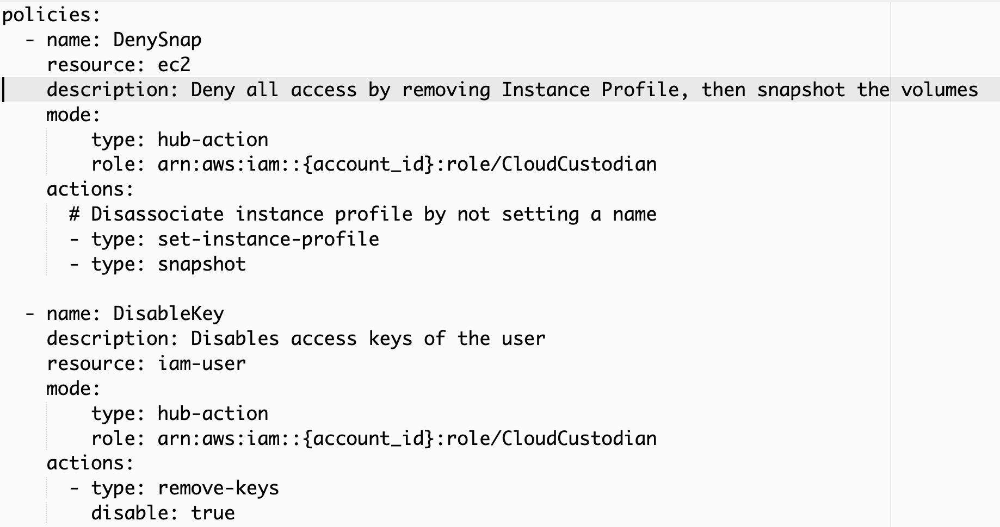 policies:
  - name: DenySnap
    resource: ec2
    description: Deny all access by removing Instance Profile, then snapshot the volumes
    mode:
        type: hub-action
        role: arn:aws:iam::{account_id}:role/CloudCustodian
    actions:
      # Disassociate instance profile by not setting a name
      - type: set-instance-profile
      - type: snapshot

  - name: DisableKey
    description: Disables access keys of the user
    resource: iam-user
    mode:
        type: hub-action
        role: arn:aws:iam::{account_id}:role/CloudCustodian
    actions:
      - type: remove-keys
        disable: true